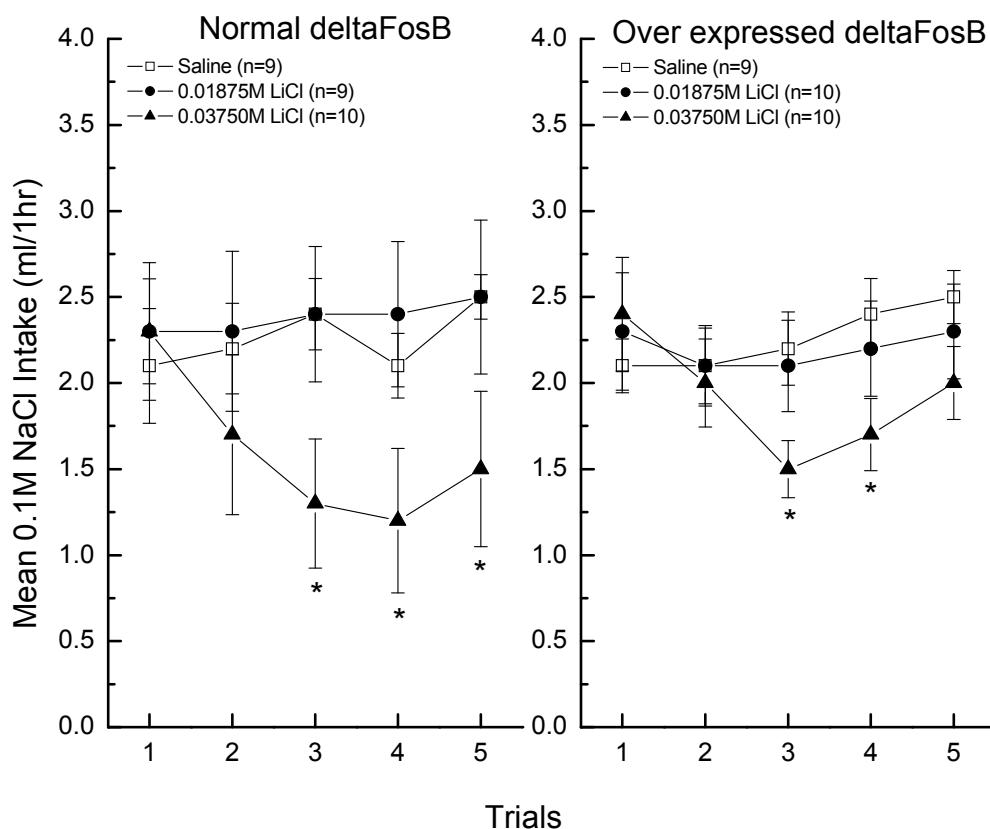 Normal deltaFosB
Saline (n=9)
0.01875M LiCl (n=9)
0.03750M LiCl (n=10)
Over expressed deltaFosB
Saline (n=9)
0.01875M LiCl (n=10)
0.03750M LiCl (n=10)
Mean 0.1M NaCl Intake (ml/1hr)
4.0
3.5
3.0
2.5
2.0
1.5
1.0
0.5
0.0
* * *
1 2 3 4 5
4.0
3.5
3.0
2.5
2.0
1.5
1.0
0.5
0.0
* *
1 2 3 4 5
Trials